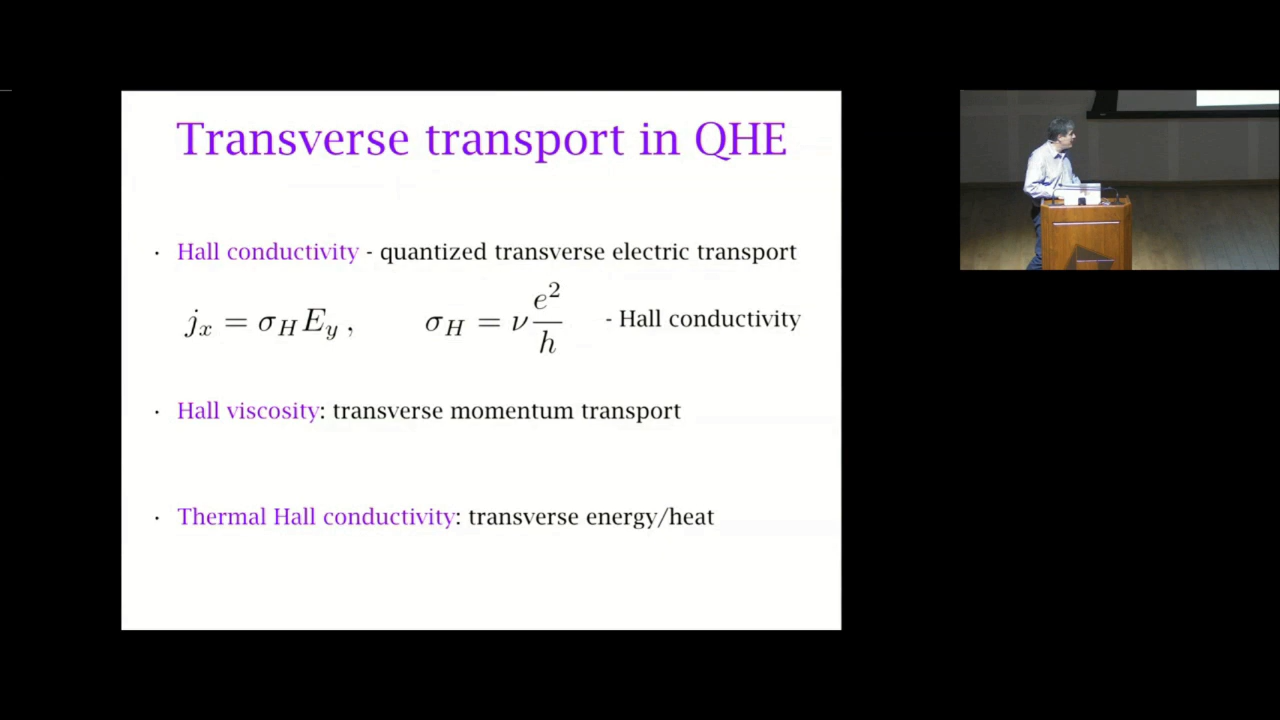 Transverse transport in QHE
· Hall conductivity - quantized transverse electric transport
j_x = σ_H E_y ,    σ_H = ν e²/h    - Hall conductivity
· Hall viscosity: transverse momentum transport
· Thermal Hall conductivity: transverse energy/heat